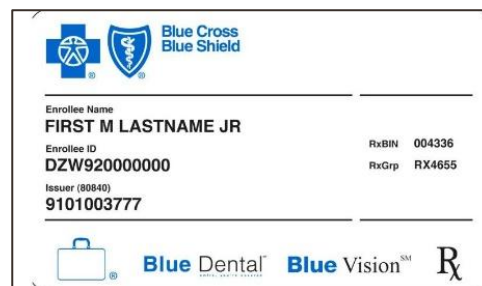 Blue Cross
Blue Shield
Enrollee Name
FIRST M LASTNAME JR
Enrollee ID
DZW920000000
Issuer (80840)
9101003777
RxBIN 004336
RxGrp RX4655
Blue Dental
Blue Vision℠
Rx